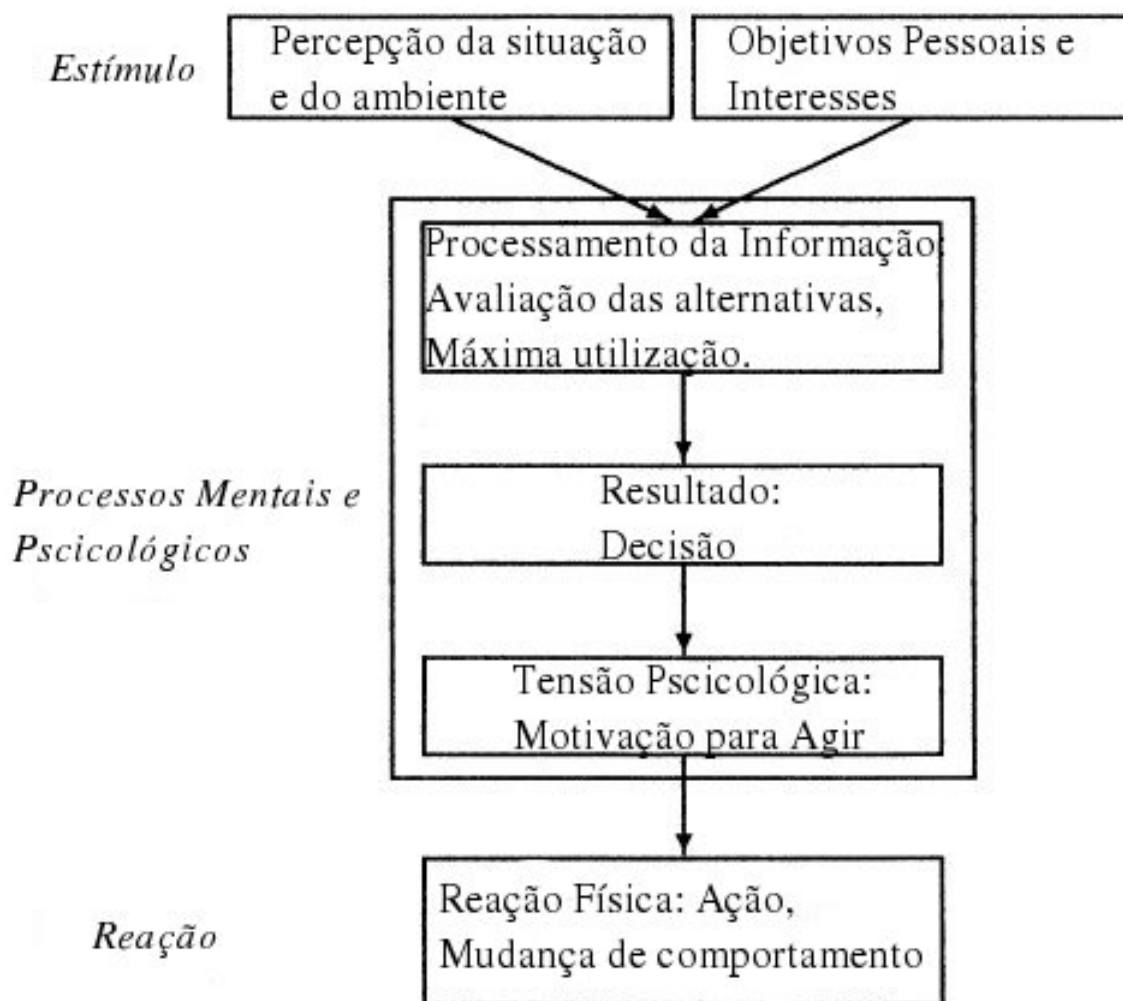 Estímulo
Percepção da situação
e do ambiente
Objetivos Pessoais e
Interesses
Processamento da Informação:
Avaliação das alternativas,
Máxima utilização.
Processos Mentais e
Pscicológicos
Resultado:
Decisão
Tensão Pscicológica:
Motivação para Agir
Reação
Reação Física: Ação,
Mudança de comportamento